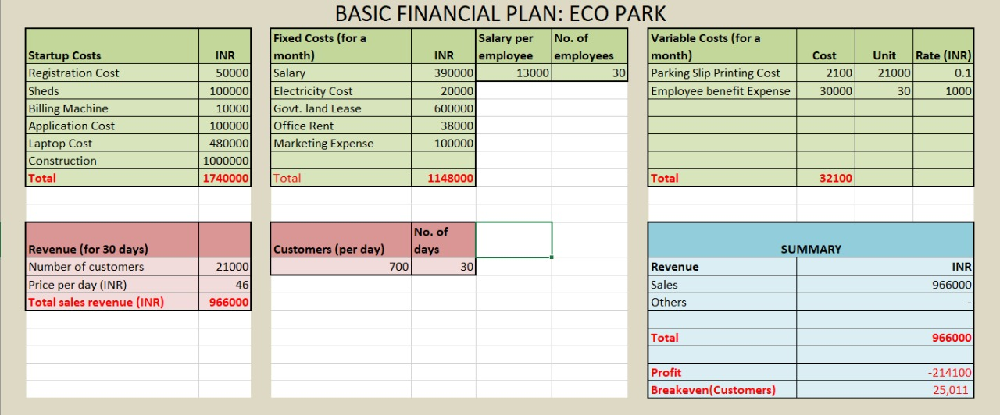 BASIC FINANCIAL PLAN: ECO PARK
Startup Costs INR
Registration Cost 50000
Sheds 100000
Billing Machine 10000
Application Cost 100000
Laptop Cost 480000
Construction 1000000
Total 1740000
Fixed Costs (for a month) INR Salary per employee No. of employees
Salary 390000 13000 30
Electricity Cost 20000
Govt. land Lease 600000
Office Rent 38000
Marketing Expense 100000
Total 1148000
Variable Costs (for a month) Cost Unit Rate (INR)
Parking Slip Printing Cost 2100 21000 0.1
Employee benefit Expense 30000 30 1000
Total 32100
Revenue (for 30 days)
Number of customers 21000
Price per day (INR) 46
Total sales revenue (INR) 966000
Customers (per day) No. of days
700 30
SUMMARY
Revenue INR
Sales 966000
Others -
Total 966000
Profit -214100
Breakeven(Customers) 25,011